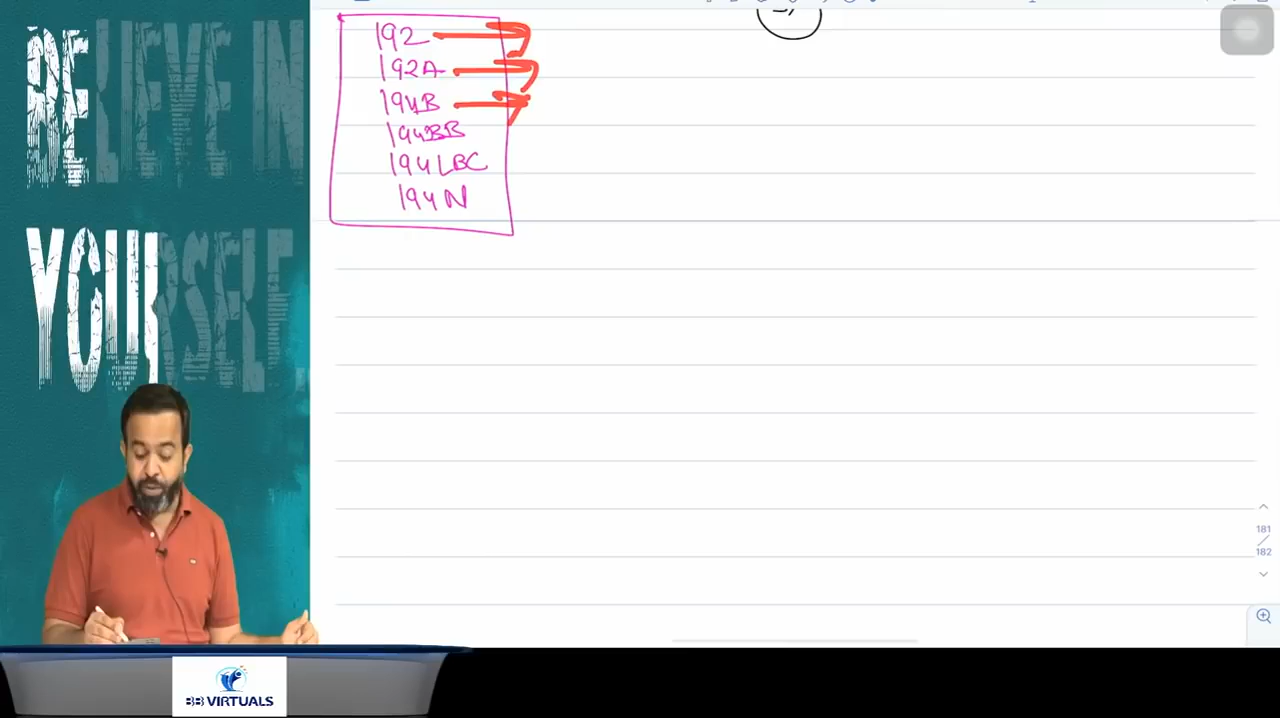 BELIEVE IN
YOURSELF
192
192A
194B
194BB
194LBC
194N
181
182
BB VIRTUALS